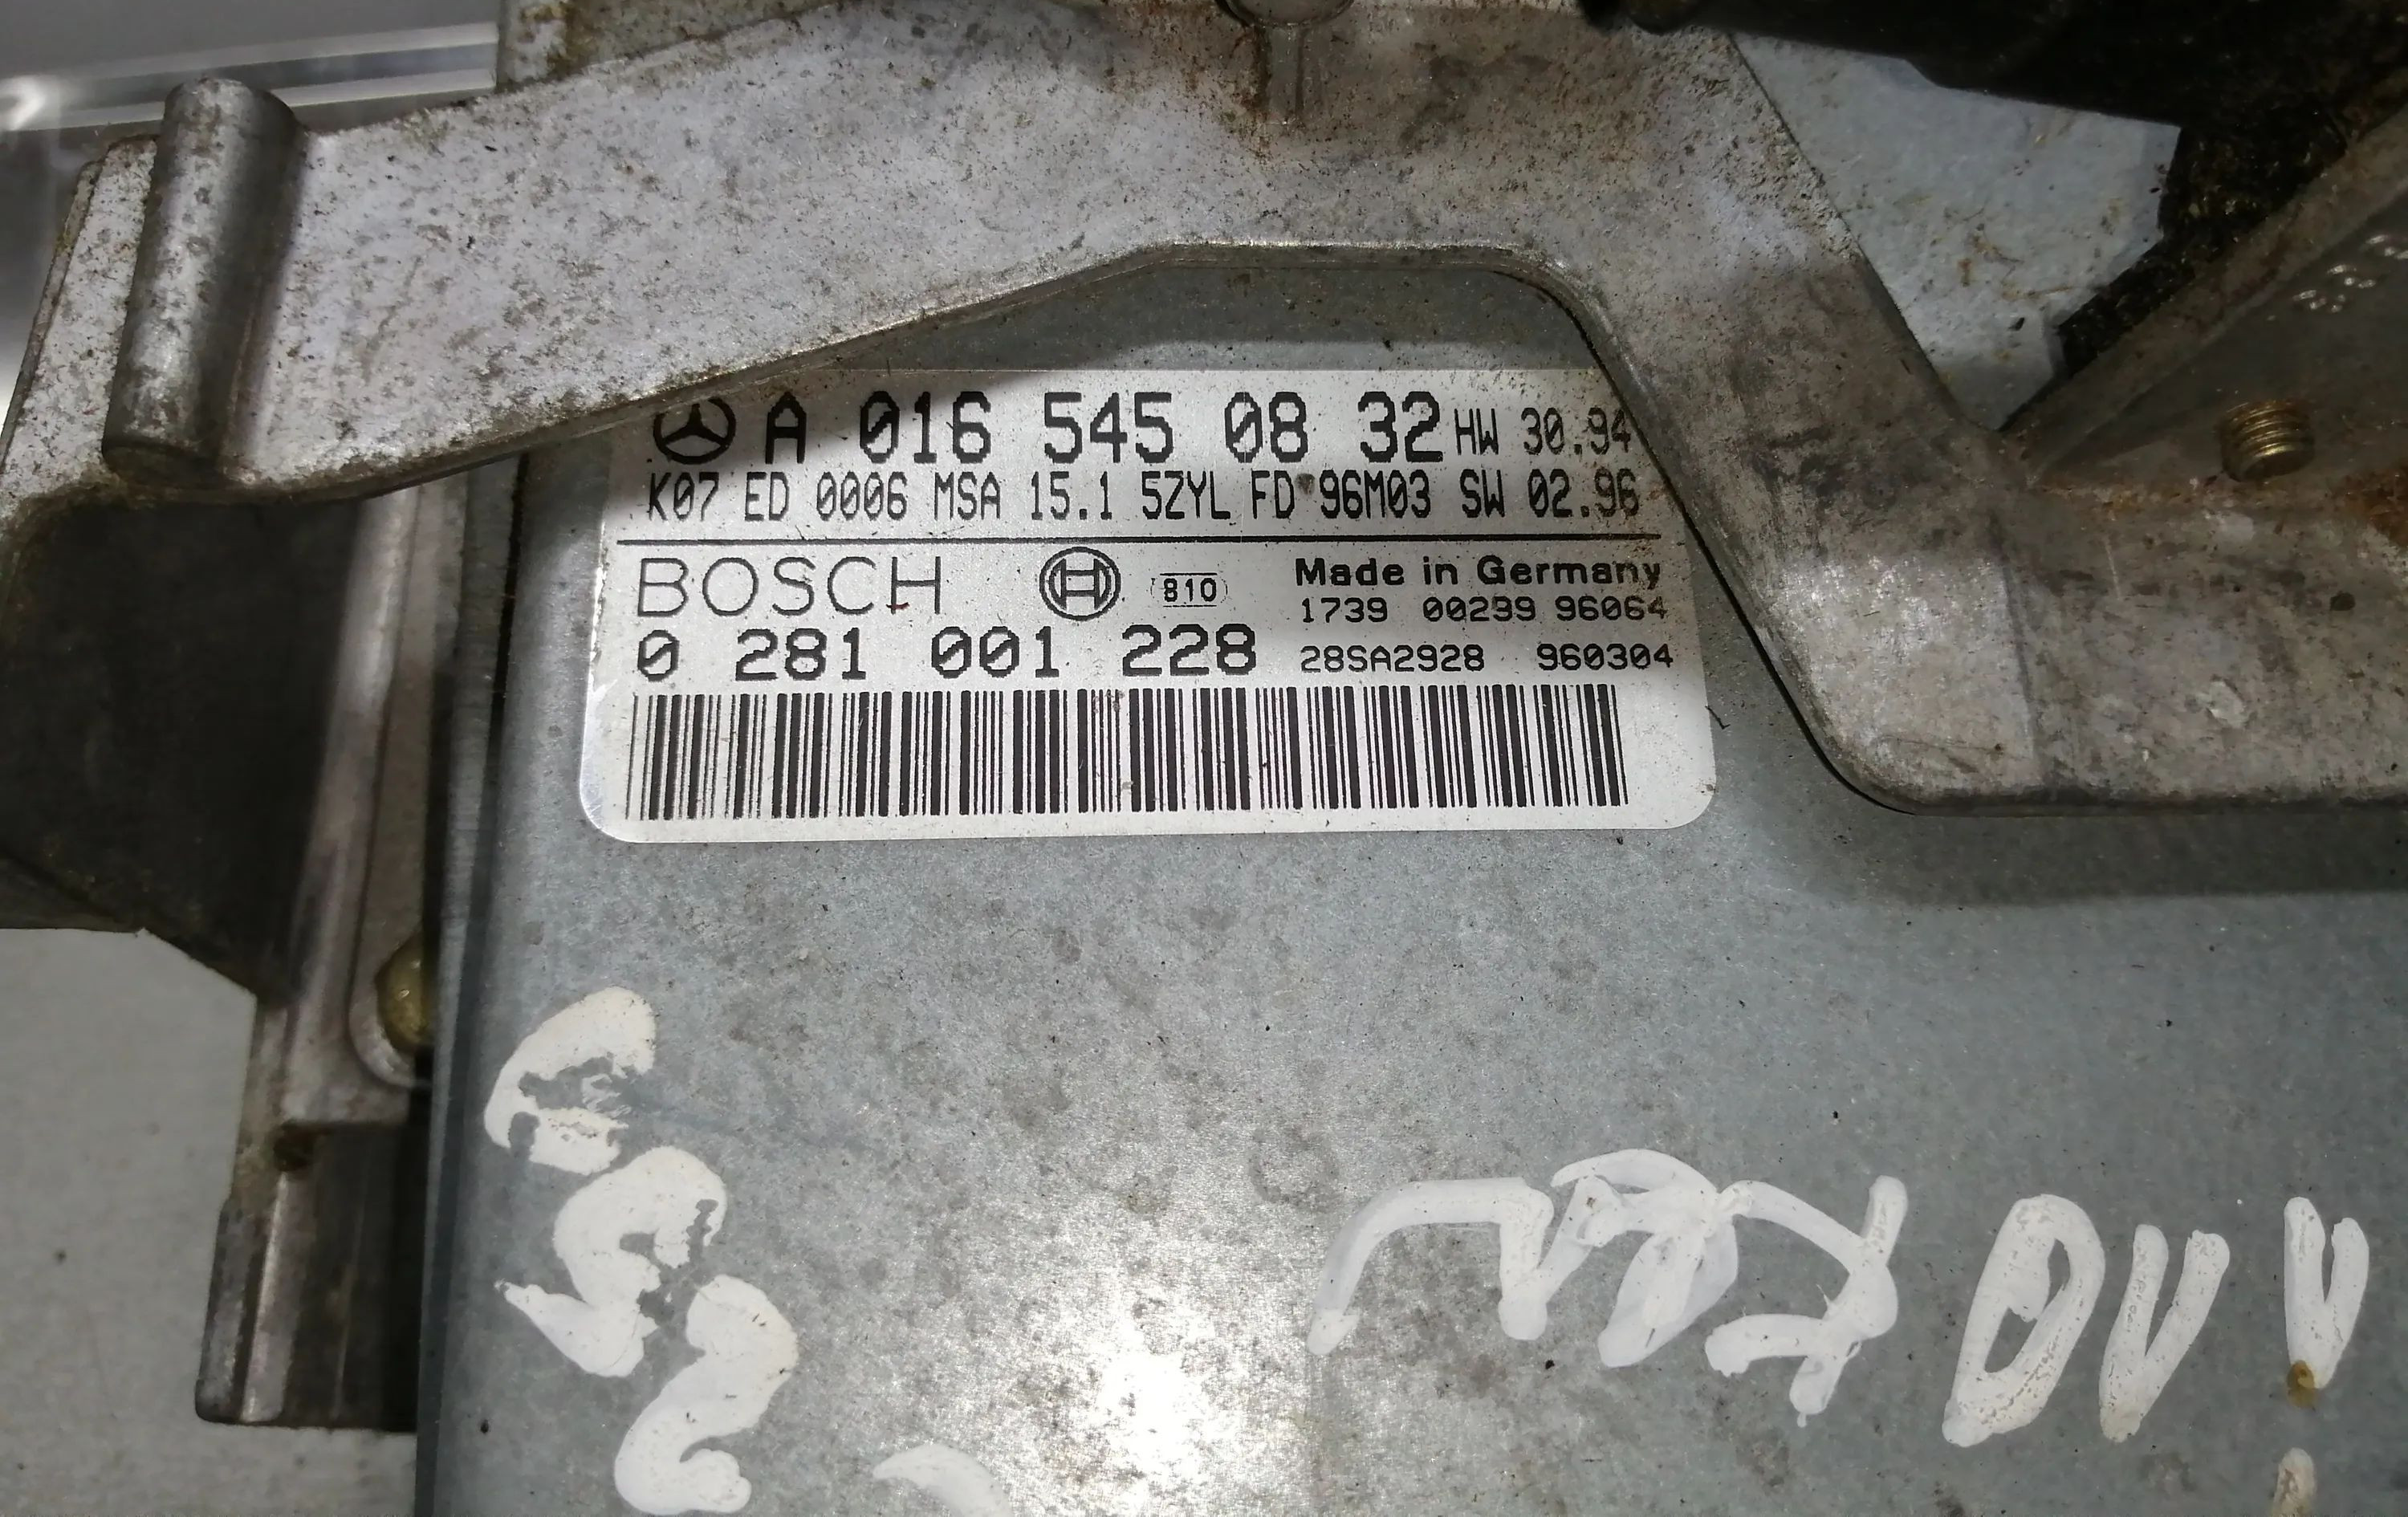 A 016 545 08 32 HW 30.94
K07 ED 0006 MSA 15.1 5ZYL FD 96M03 SW 02.96
BOSCH 810 Made in Germany
1739 00299 96064
0 281 001 228 28SA2928 960304